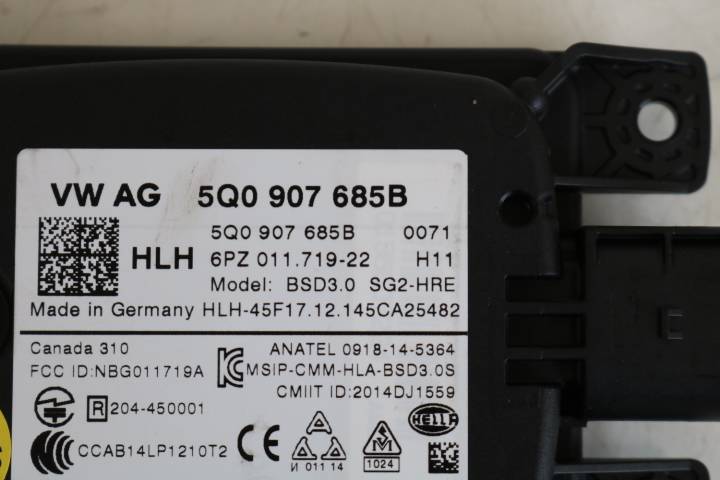 VW AG 5Q0 907 685B
5Q0 907 685B 0071
HLH 6PZ 011.719-22 H11
Model: BSD3.0 SG2-HRE
Made in Germany HLH-45F17.12.145CA25482
Canada 310 ANATEL 0918-14-5364
FCC ID:NBG011719A MSIP-CMM-HLA-BSD3.0S
CMIIT ID:2014DJ1559
R 204-450001 HELLA
CCAB14LP1210T2 CE И 011 14 1024